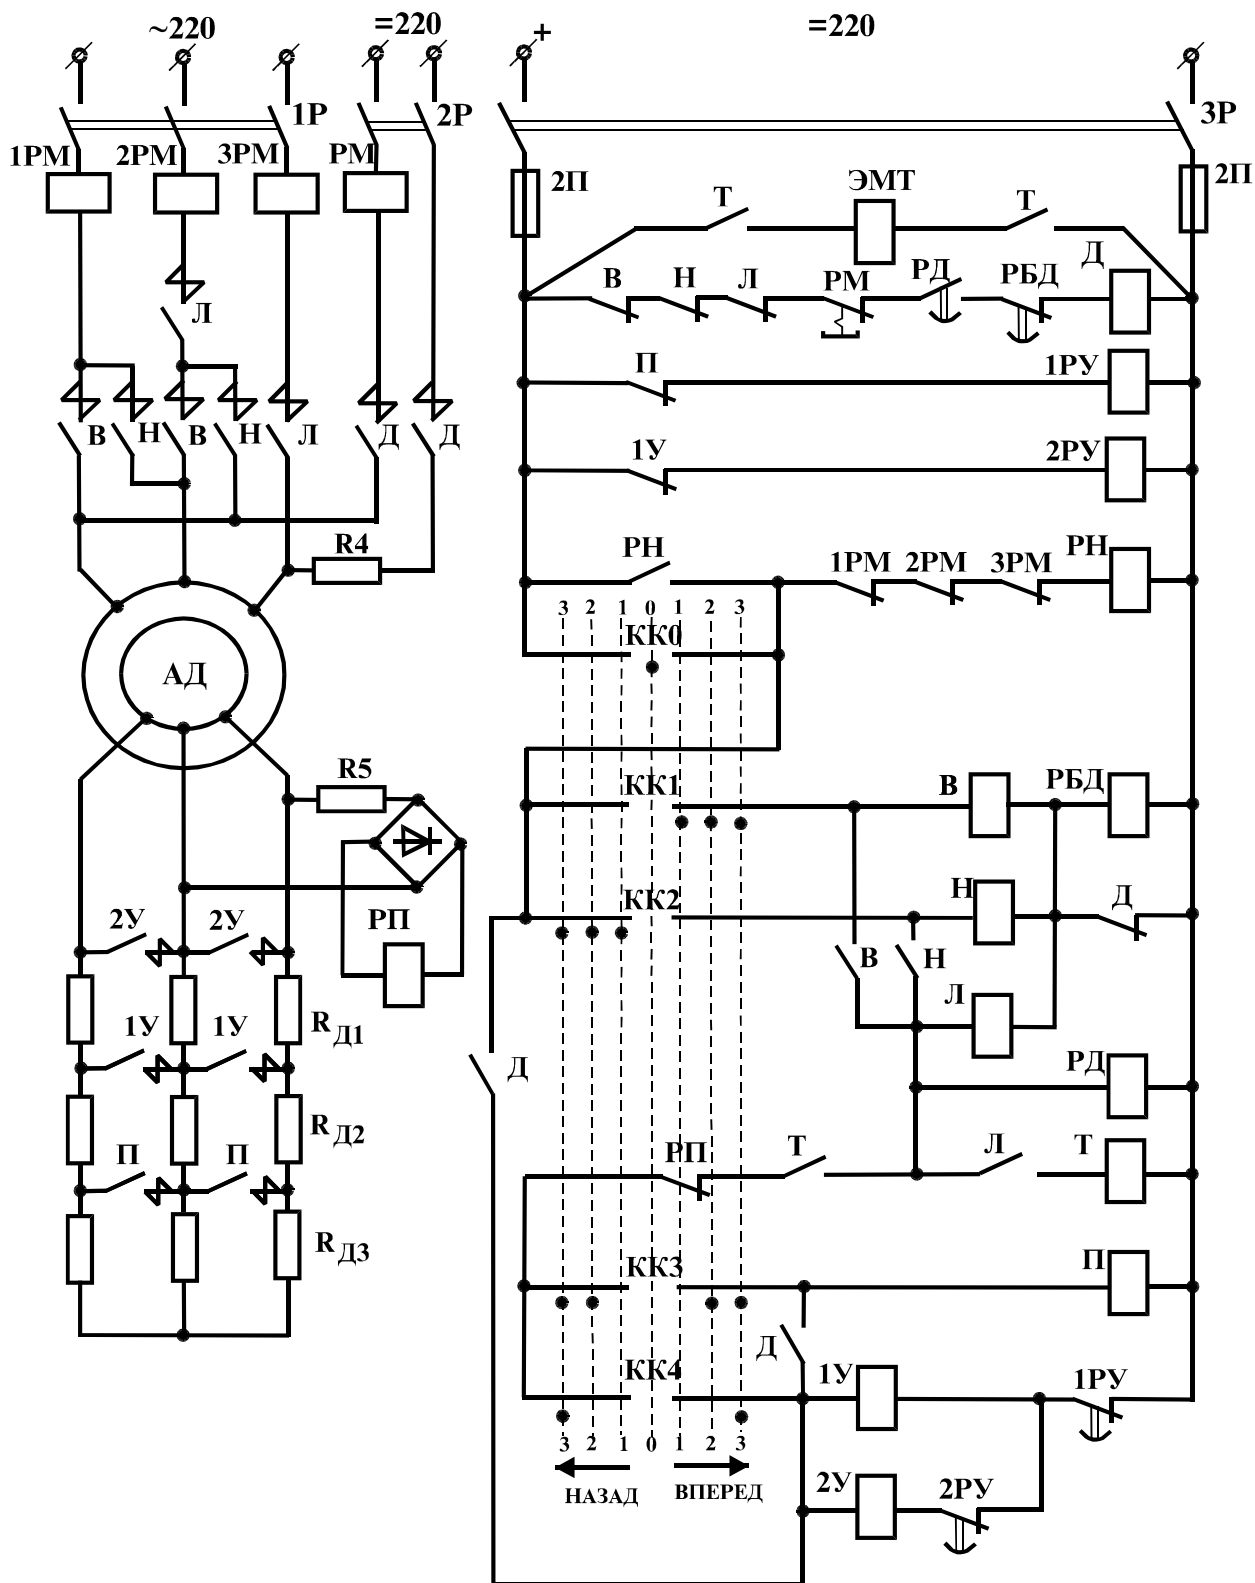 ~220 =220 + =220
1Р 2Р 3Р
1РМ 2РМ 3РМ РМ
2П 2П
Т ЭМТ Т
В Н Л РМ РД РБД Д
Л
П 1РУ
В Н В Н Л Д Д
1У 2РУ
R4
РН 1РМ 2РМ 3РМ РН
3 2 1 0 1 2 3
КК0
АД
R5
КК1 В РБД
КК2 Н Д
2У 2У РП
В Н
Л
1У 1У RД1
Д РД
RД2
П П РП Т Л Т
RД3
КК3 П
Д
КК4 1У 1РУ
3 2 1 0 1 2 3
НАЗАД ВПЕРЕД
2У 2РУ